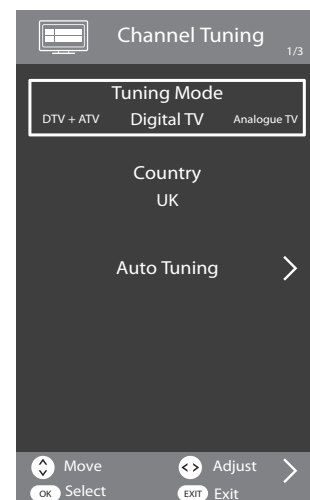 Channel Tuning
1/3
Tuning Mode
DTV + ATV Digital TV Analogue TV
Country
UK
Auto Tuning
Move Adjust
OK Select EXIT Exit